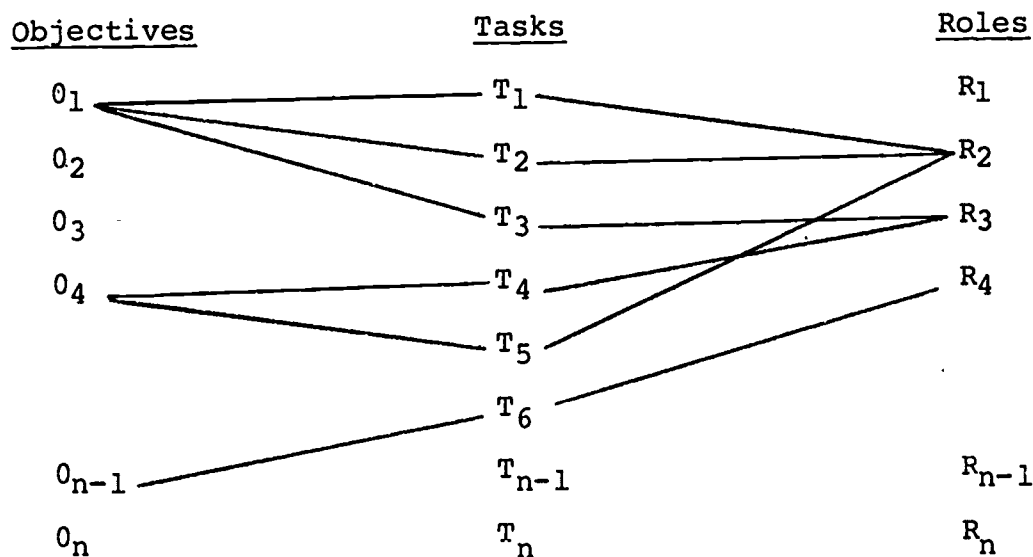 Objectives Tasks Roles
O₁ T₁ R₁
O₂ T₂ R₂
O₃ T₃ R₃
O₄ T₄ R₄
T₅
T₆
Oₙ₋₁ Tₙ₋₁ Rₙ₋₁
Oₙ Tₙ Rₙ